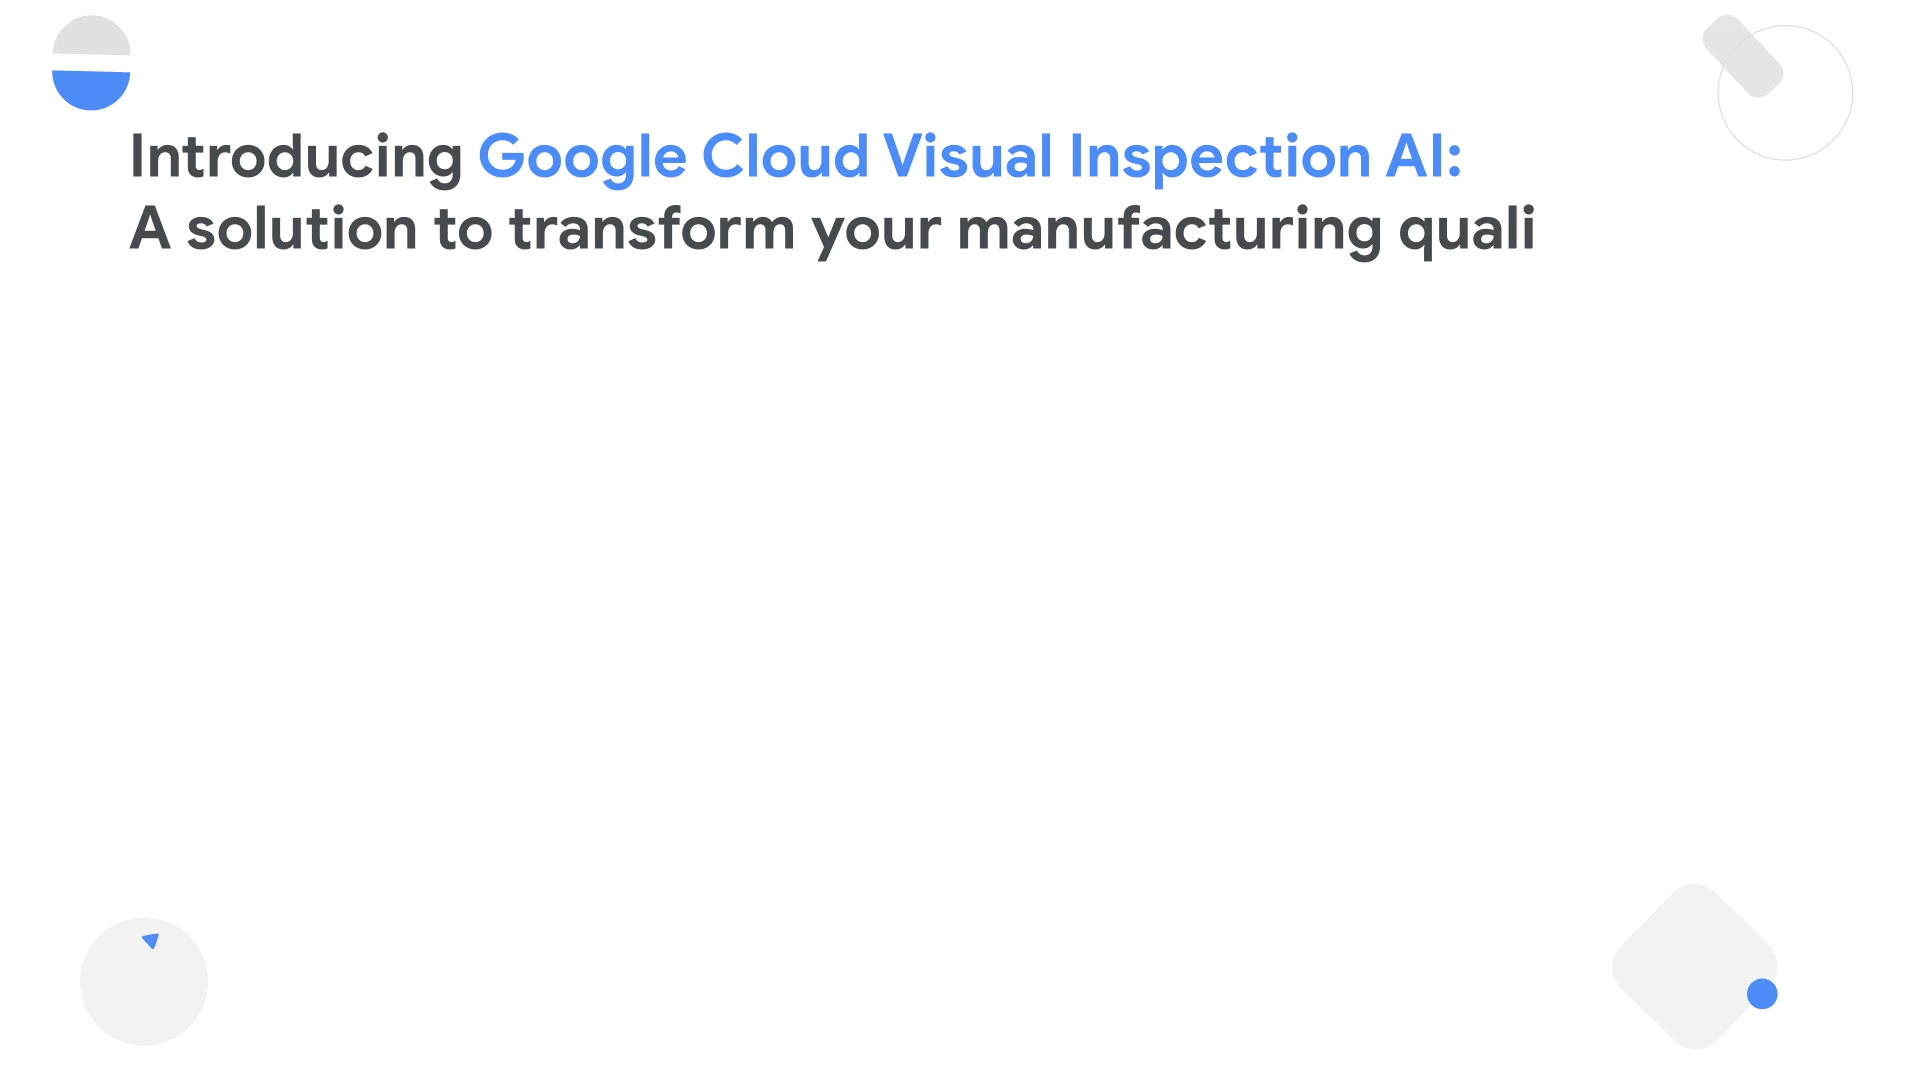 Introducing Google Cloud Visual Inspection AI:
A solution to transform your manufacturing quali